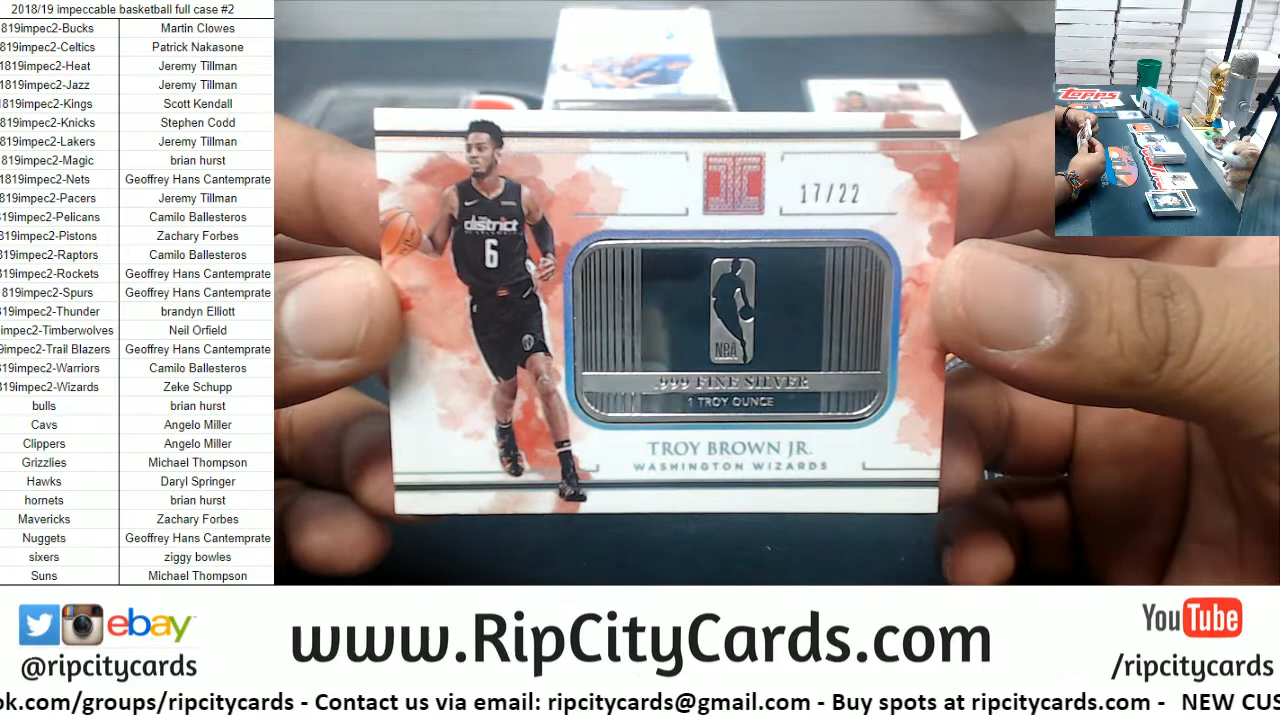 2018/19 impeccable basketball full case #2
819impec2-Bucks Martin Clowes
819impec2-Celtics Patrick Nakasone
1819impec2-Heat Jeremy Tillman
1819impec2-Jazz Jeremy Tillman
819impec2-Kings Scott Kendall
819impec2-Knicks Stephen Codd
819impec2-Lakers Jeremy Tillman
819impec2-Magic brian hurst
1819impec2-Nets Geoffrey Hans Cantemprate
819impec2-Pacers Jeremy Tillman
819impec2-Pelicans Camilo Ballesteros
819impec2-Pistons Zachary Forbes
819impec2-Raptors Camilo Ballesteros
819impec2-Rockets Geoffrey Hans Cantemprate
819impec2-Spurs Geoffrey Hans Cantemprate
819impec2-Thunder brandyn Elliott
impec2-Timberwolves Neil Orfield
9impec2-Trail Blazers Geoffrey Hans Cantemprate
819impec2-Warriors Camilo Ballesteros
819impec2-Wizards Zeke Schupp
bulls brian hurst
Cavs Angelo Miller
Clippers Angelo Miller
Grizzlies Michael Thompson
Hawks Daryl Springer
hornets brian hurst
Mavericks Zachary Forbes
Nuggets Geoffrey Hans Cantemprate
sixers ziggy bowles
Suns Michael Thompson
17/22
the
district
6
NBA
.999 FINE SILVER
1 TROY OUNCE
TROY BROWN JR.
WASHINGTON WIZARDS
Topps
ebay
@ripcitycards
www.RipCityCards.com
YouTube
/ripcitycards
ok.com/groups/ripcitycards - Contact us via email: ripcitycards@gmail.com - Buy spots at ripcitycards.com - NEW CUS